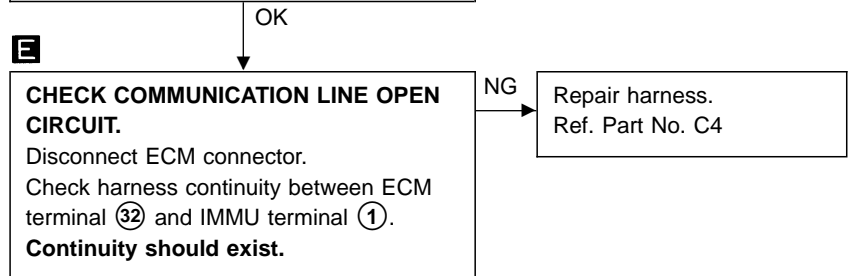 OK
E
CHECK COMMUNICATION LINE OPEN
CIRCUIT.
Disconnect ECM connector.
Check harness continuity between ECM
terminal 32 and IMMU terminal 1.
Continuity should exist.
NG
Repair harness.
Ref. Part No. C4